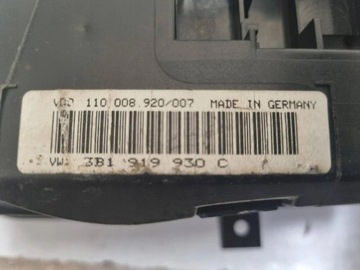 VDO 110 008.920/007 MADE IN GERMANY
VW: 3B1 919 930 C